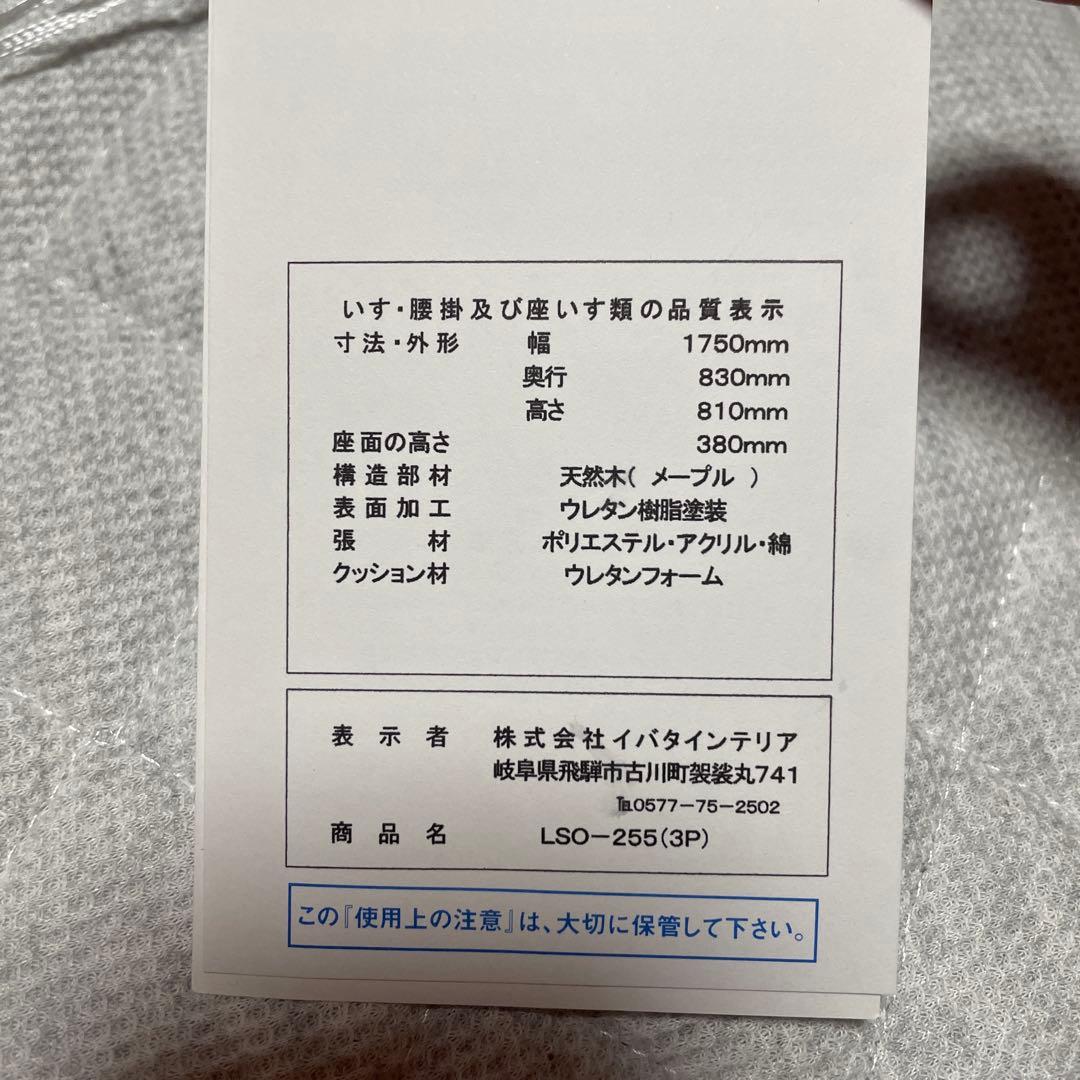 いす・腰掛及び座いす類の品質表示
寸法・外形 幅 1750mm
奥行 830mm
高さ 810mm
座面の高さ 380mm
構造部材 天然木( メープル )
表面加工 ウレタン樹脂塗装
張 材 ポリエステル・アクリル・綿
クッション材 ウレタンフォーム
表示者 株式会社イバタインテリア
岐阜県飛騨市古川町袈裟丸741
℡0577-75-2502
商品名 LSO-255(3P)
この『使用上の注意』は、大切に保管して下さい。